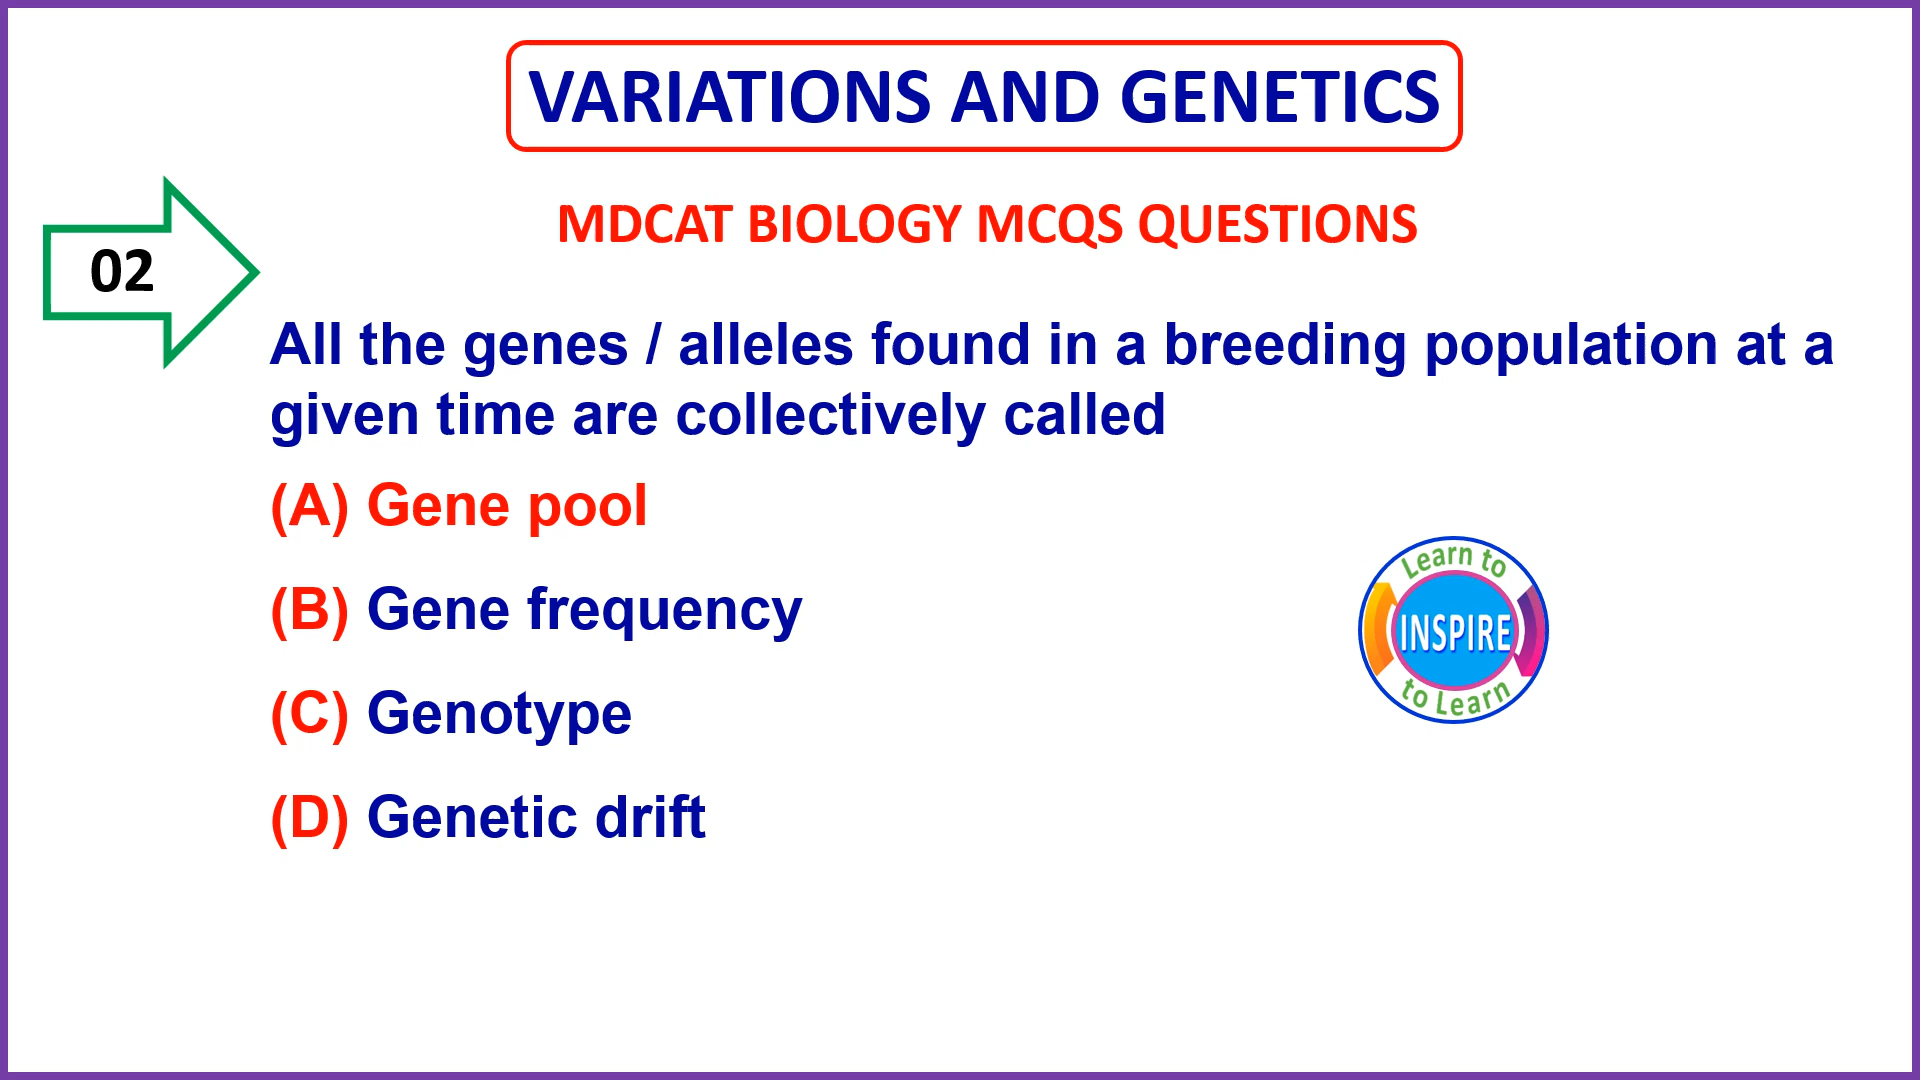 VARIATIONS AND GENETICS
MDCAT BIOLOGY MCQS QUESTIONS
02
All the genes / alleles found in a breeding population at a
given time are collectively called
(A) Gene pool
(B) Gene frequency
(C) Genotype
(D) Genetic drift
Learn to
INSPIRE
to Learn